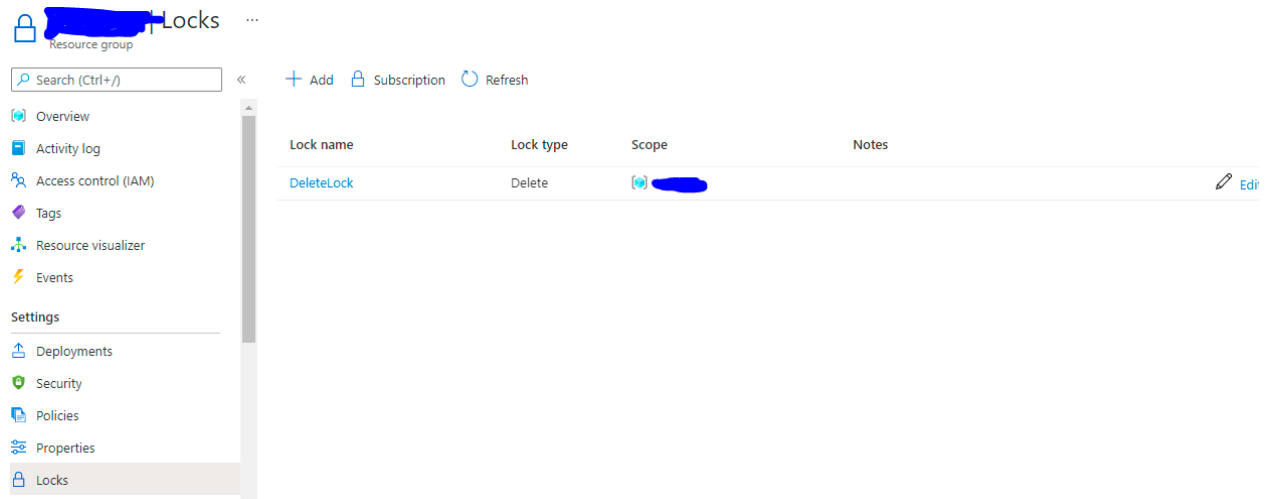 | Locks ...
Resource group
Search (Ctrl+/) «
+ Add Subscription Refresh
Overview
Activity log
Access control (IAM)
Tags
Resource visualizer
Events
Settings
Deployments
Security
Policies
Properties
Locks
Lock name Lock type Scope Notes
DeleteLock Delete Edi